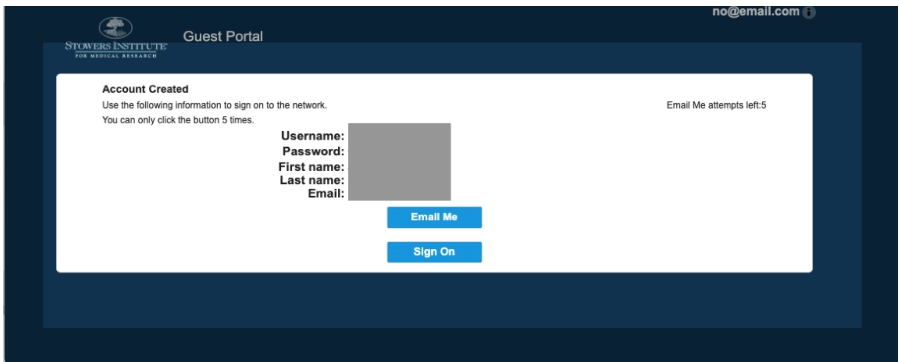 no@email.com
STOWERS INSTITUTE
FOR MEDICAL RESEARCH
Guest Portal
Account Created
Use the following information to sign on to the network.
Email Me attempts left:5
You can only click the button 5 times.
Username:
Password:
First name:
Last name:
Email:
Email Me
Sign On